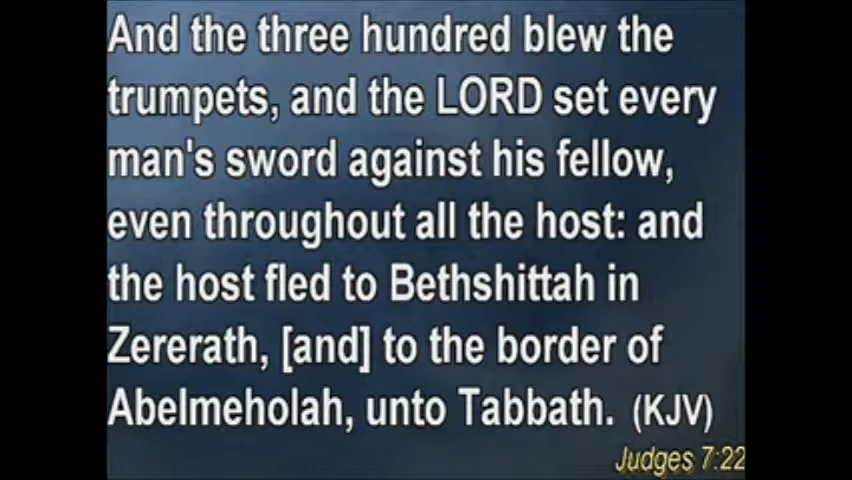 And the three hundred blew the
trumpets, and the LORD set every
man's sword against his fellow,
even throughout all the host: and
the host fled to Bethshittah in
Zererath, [and] to the border of
Abelmeholah, unto Tabbath. (KJV)
Judges 7:22